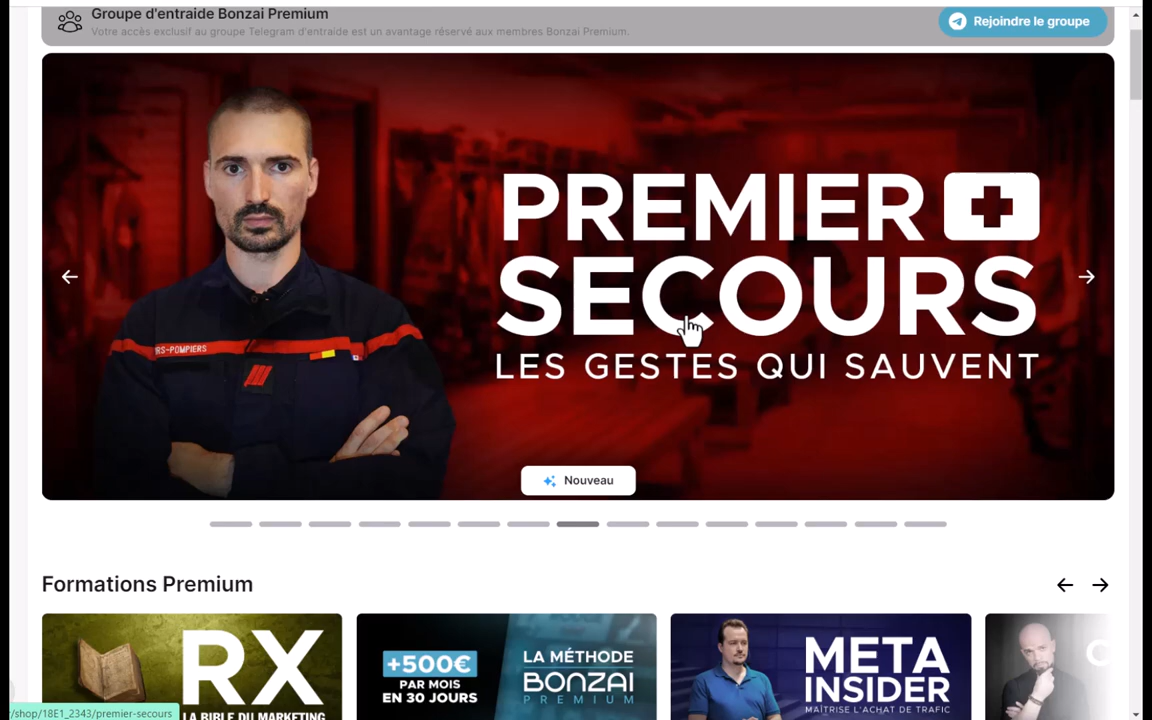 Groupe d'entraide Bonzai Premium
Votre accès exclusif au groupe Telegram d'entraide est un avantage réservé aux membres Bonzai Premium.
Rejoindre le groupe
PREMIER
SECOURS
LES GESTES QUI SAUVENT
RS-POMPIERS
Nouveau
Formations Premium
RX
LA BIBLE DU MARKETING
+500€
PAR MOIS
EN 30 JOURS
LA MÉTHODE
BONZAI
PREMIUM
META
INSIDER
MAÎTRISE L'ACHAT DE TRAFIC
/shop/18E1_2343/premier-secours